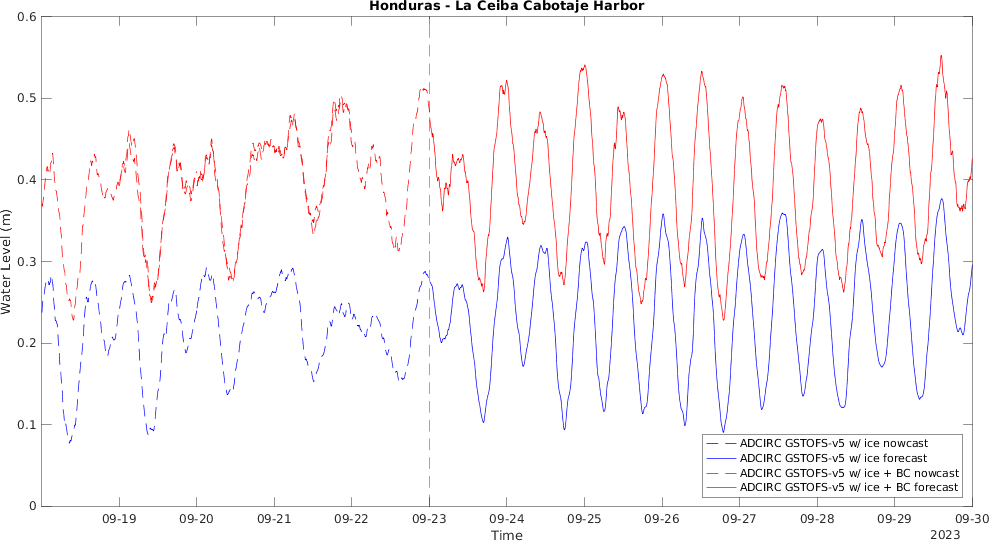 Honduras - La Ceiba Cabotaje Harbor
0.6
0.5
0.4
0.3
0.2
0.1
0
Water Level (m)
09-19 09-20 09-21 09-22 09-23 09-24 09-25 09-26 09-27 09-28 09-29 09-30
Time
2023
ADCIRC GSTOFS-v5 w/ ice nowcast
ADCIRC GSTOFS-v5 w/ ice forecast
ADCIRC GSTOFS-v5 w/ ice + BC nowcast
ADCIRC GSTOFS-v5 w/ ice + BC forecast